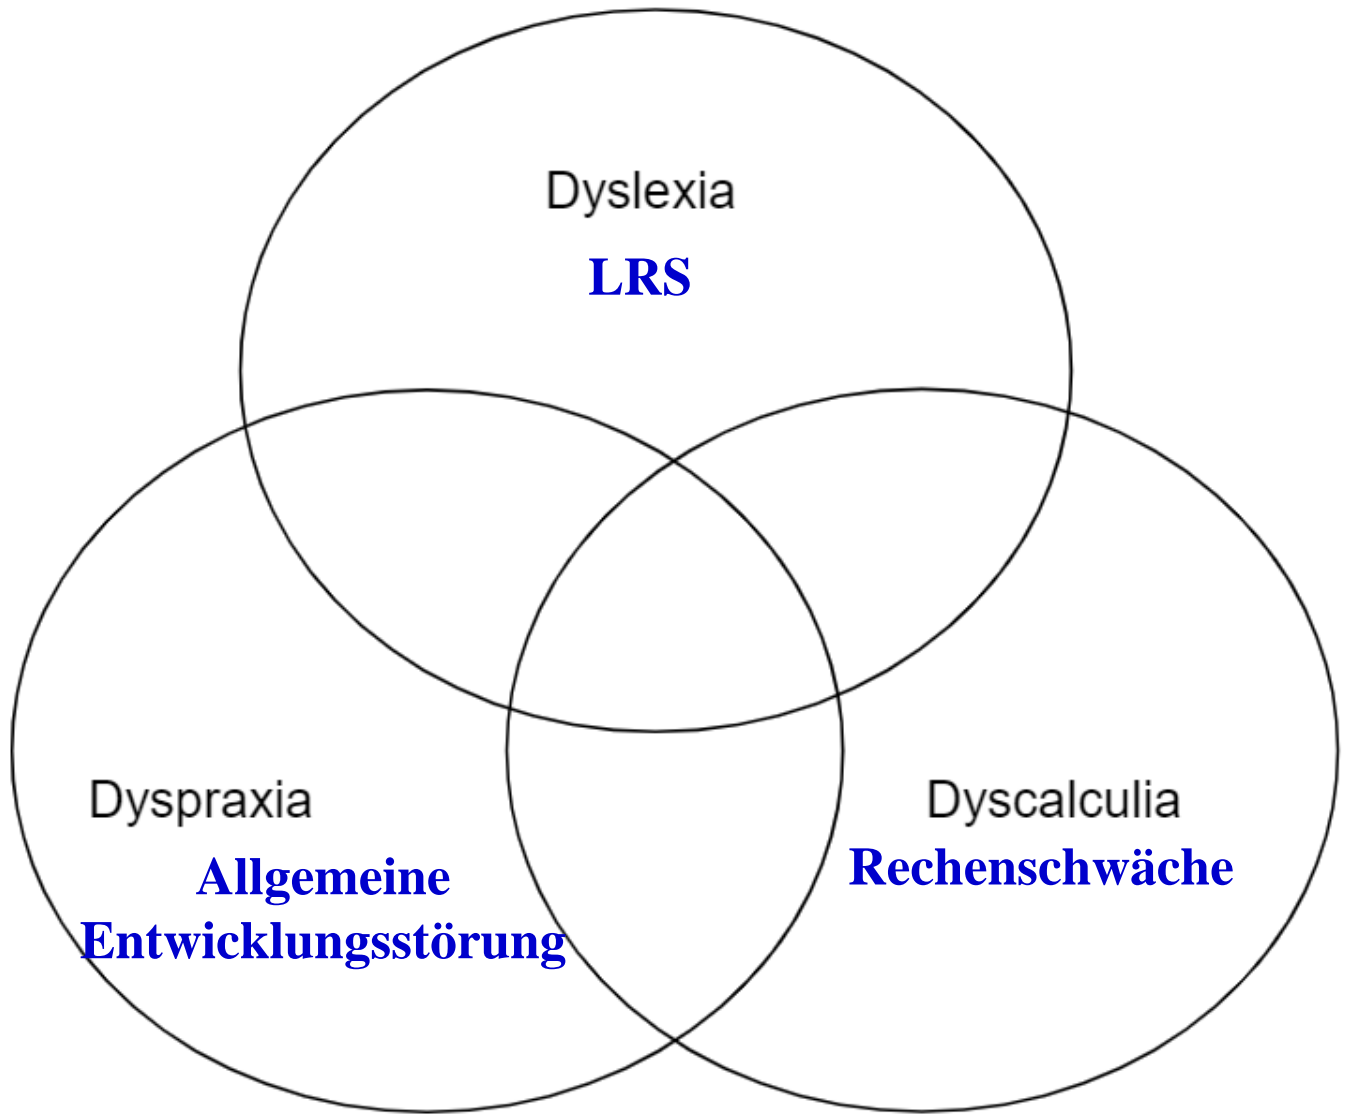 Dyslexia
LRS
Dyspraxia
Allgemeine
Entwicklungsstörung
Dyscalculia
Rechenschwäche